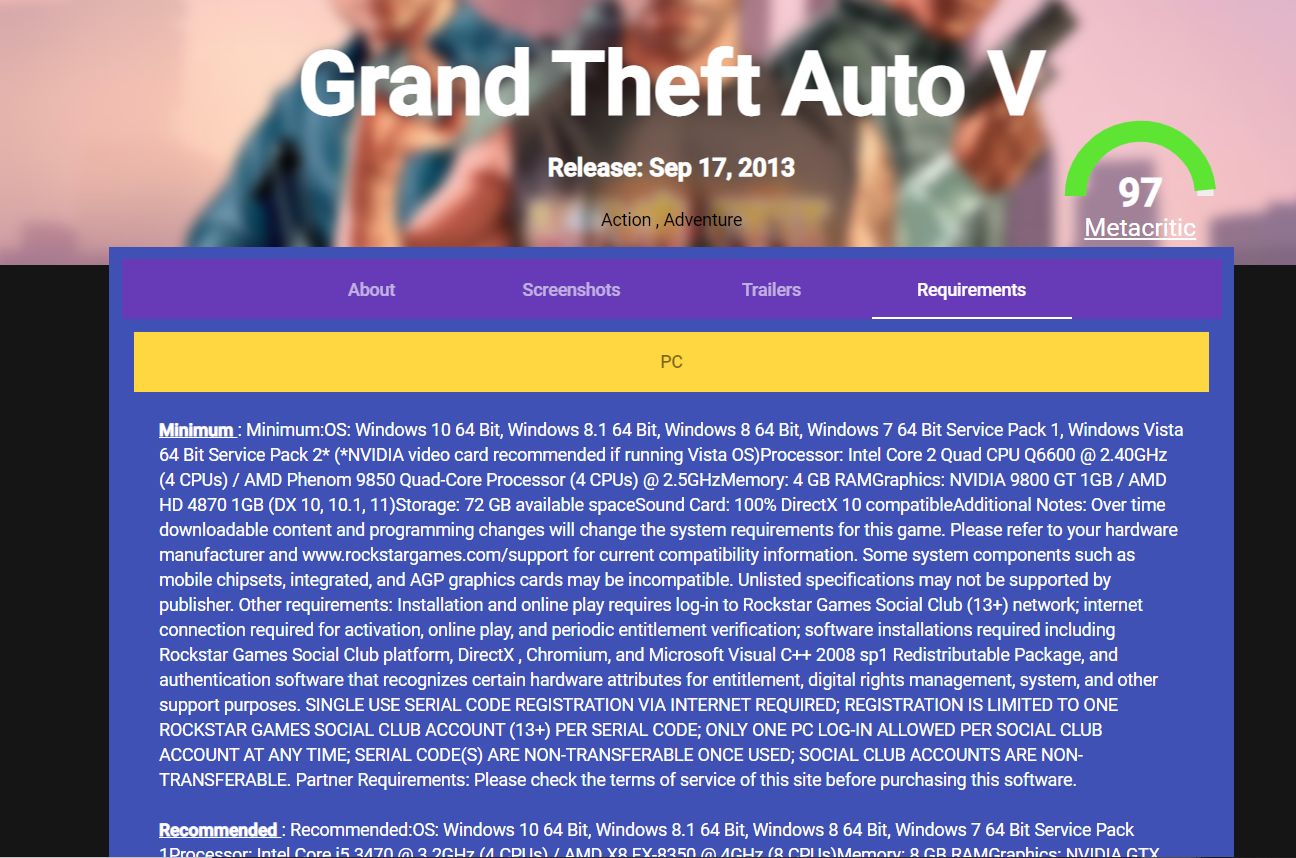 Grand Theft Auto V
Release: Sep 17, 2013
Action , Adventure
97
Metacritic
About
Screenshots
Trailers
Requirements
PC
Minimum : Minimum:OS: Windows 10 64 Bit, Windows 8.1 64 Bit, Windows 8 64 Bit, Windows 7 64 Bit Service Pack 1, Windows Vista
64 Bit Service Pack 2* (*NVIDIA video card recommended if running Vista OS)Processor: Intel Core 2 Quad CPU Q6600 @ 2.40GHz
(4 CPUs) / AMD Phenom 9850 Quad-Core Processor (4 CPUs) @ 2.5GHzMemory: 4 GB RAMGraphics: NVIDIA 9800 GT 1GB / AMD
HD 4870 1GB (DX 10, 10.1, 11)Storage: 72 GB available spaceSound Card: 100% DirectX 10 compatibleAdditional Notes: Over time
downloadable content and programming changes will change the system requirements for this game. Please refer to your hardware
manufacturer and www.rockstargames.com/support for current compatibility information. Some system components such as
mobile chipsets, integrated, and AGP graphics cards may be incompatible. Unlisted specifications may not be supported by
publisher. Other requirements: Installation and online play requires log-in to Rockstar Games Social Club (13+) network; internet
connection required for activation, online play, and periodic entitlement verification; software installations required including
Rockstar Games Social Club platform, DirectX , Chromium, and Microsoft Visual C++ 2008 sp1 Redistributable Package, and
authentication software that recognizes certain hardware attributes for entitlement, digital rights management, system, and other
support purposes. SINGLE USE SERIAL CODE REGISTRATION VIA INTERNET REQUIRED; REGISTRATION IS LIMITED TO ONE
ROCKSTAR GAMES SOCIAL CLUB ACCOUNT (13+) PER SERIAL CODE; ONLY ONE PC LOG-IN ALLOWED PER SOCIAL CLUB
ACCOUNT AT ANY TIME; SERIAL CODE(S) ARE NON-TRANSFERABLE ONCE USED; SOCIAL CLUB ACCOUNTS ARE NON-
TRANSFERABLE. Partner Requirements: Please check the terms of service of this site before purchasing this software.
Recommended : Recommended:OS: Windows 10 64 Bit, Windows 8.1 64 Bit, Windows 8 64 Bit, Windows 7 64 Bit Service Pack
1Processor: Intel Core i5 3470 @ 3.2GHz (4 CPUs) / AMD X8 FX-8350 @ 4GHz (8 CPUs)Memory: 8 GB RAMGraphics: NVIDIA GTX